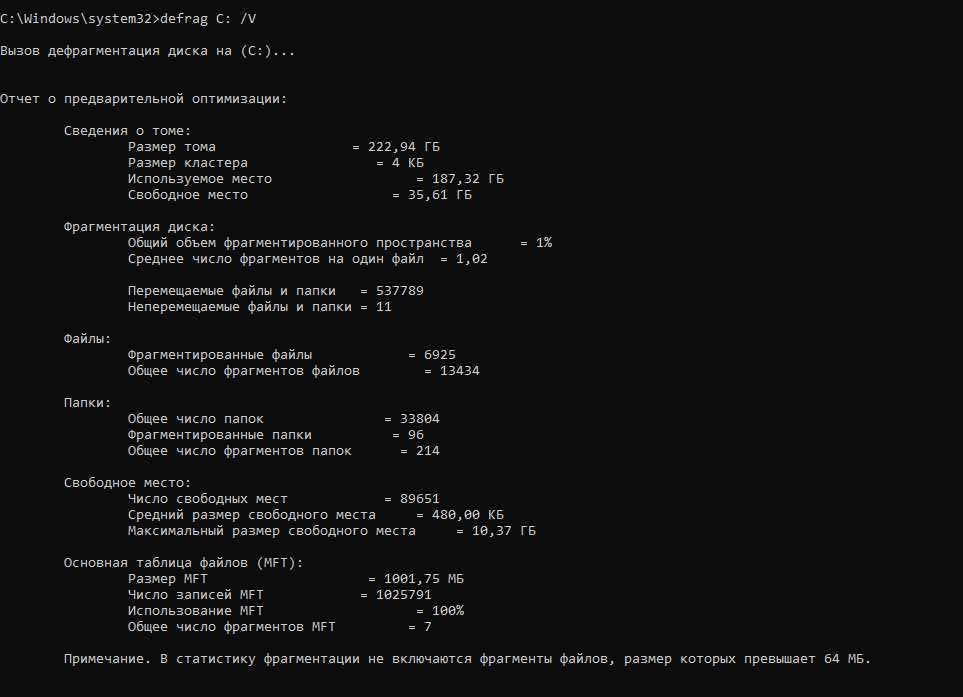 C:\Windows\system32>defrag C: /V
Вызов дефрагментация диска на (C:)...
Отчет о предварительной оптимизации:
Сведения о томе:
Размер тома = 222,94 ГБ
Размер кластера = 4 КБ
Используемое место = 187,32 ГБ
Свободное место = 35,61 ГБ
Фрагментация диска:
Общий объем фрагментированного пространства = 1%
Среднее число фрагментов на один файл = 1,02
Перемещаемые файлы и папки = 537789
Неперемещаемые файлы и папки = 11
Файлы:
Фрагментированные файлы = 6925
Общее число фрагментов файлов = 13434
Папки:
Общее число папок = 33804
Фрагментированные папки = 96
Общее число фрагментов папок = 214
Свободное место:
Число свободных мест = 89651
Средний размер свободного места = 480,00 КБ
Максимальный размер свободного места = 10,37 ГБ
Основная таблица файлов (MFT):
Размер MFT = 1001,75 МБ
Число записей MFT = 1025791
Использование MFT = 100%
Общее число фрагментов MFT = 7
Примечание. В статистику фрагментации не включаются фрагменты файлов, размер которых превышает 64 МБ.